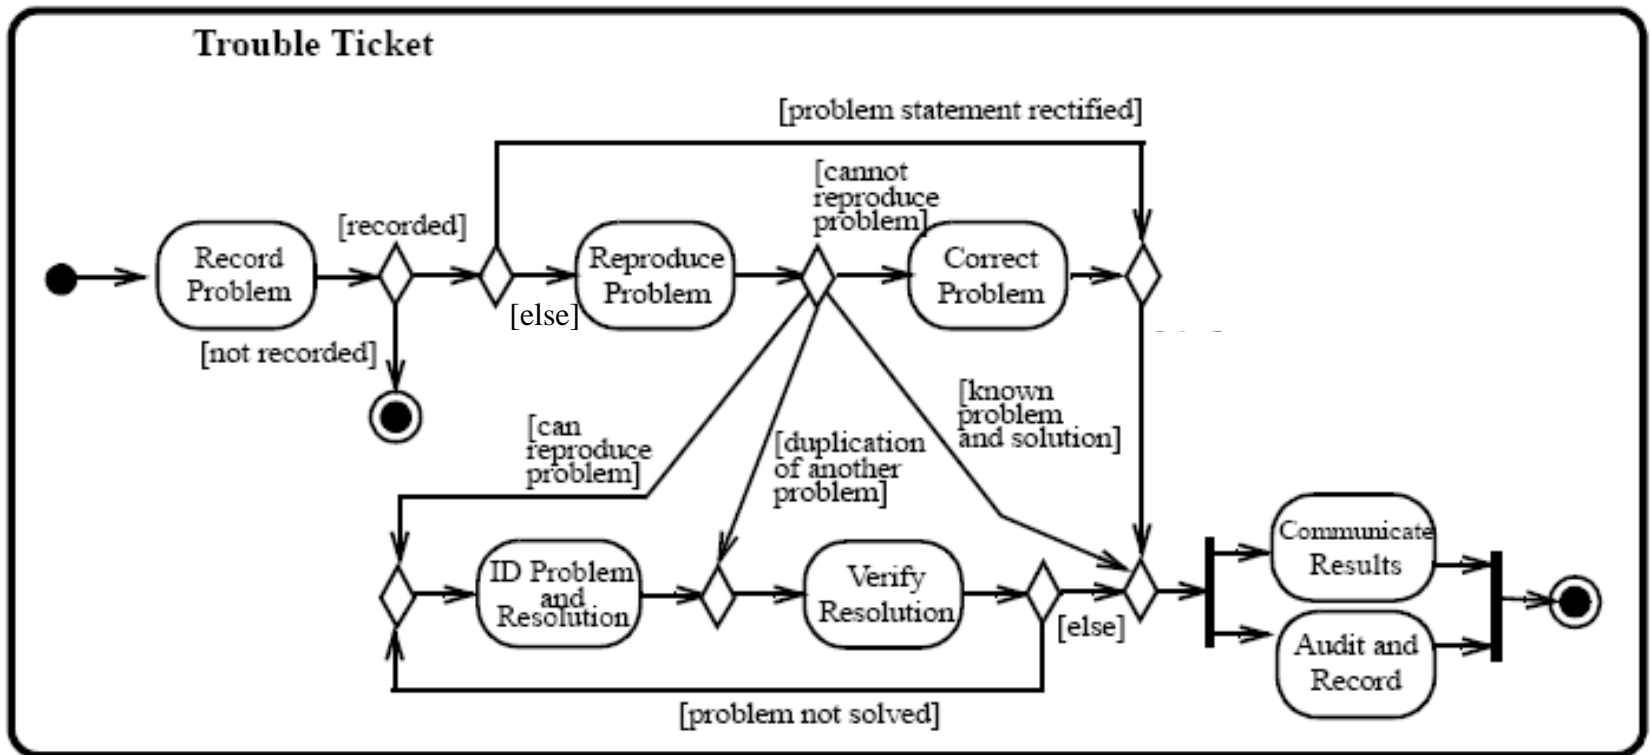 Trouble Ticket
[problem statement rectified]
[cannot
reproduce
problem]
[recorded]
Record
Problem
Reproduce
Problem
Correct
Problem
[else]
[not recorded]
[can
reproduce
problem]
[duplication
of another
problem]
[known
problem
and solution]
ID Problem
and
Resolution
Verify
Resolution
[else]
Communicate
Results
Audit and
Record
[problem not solved]